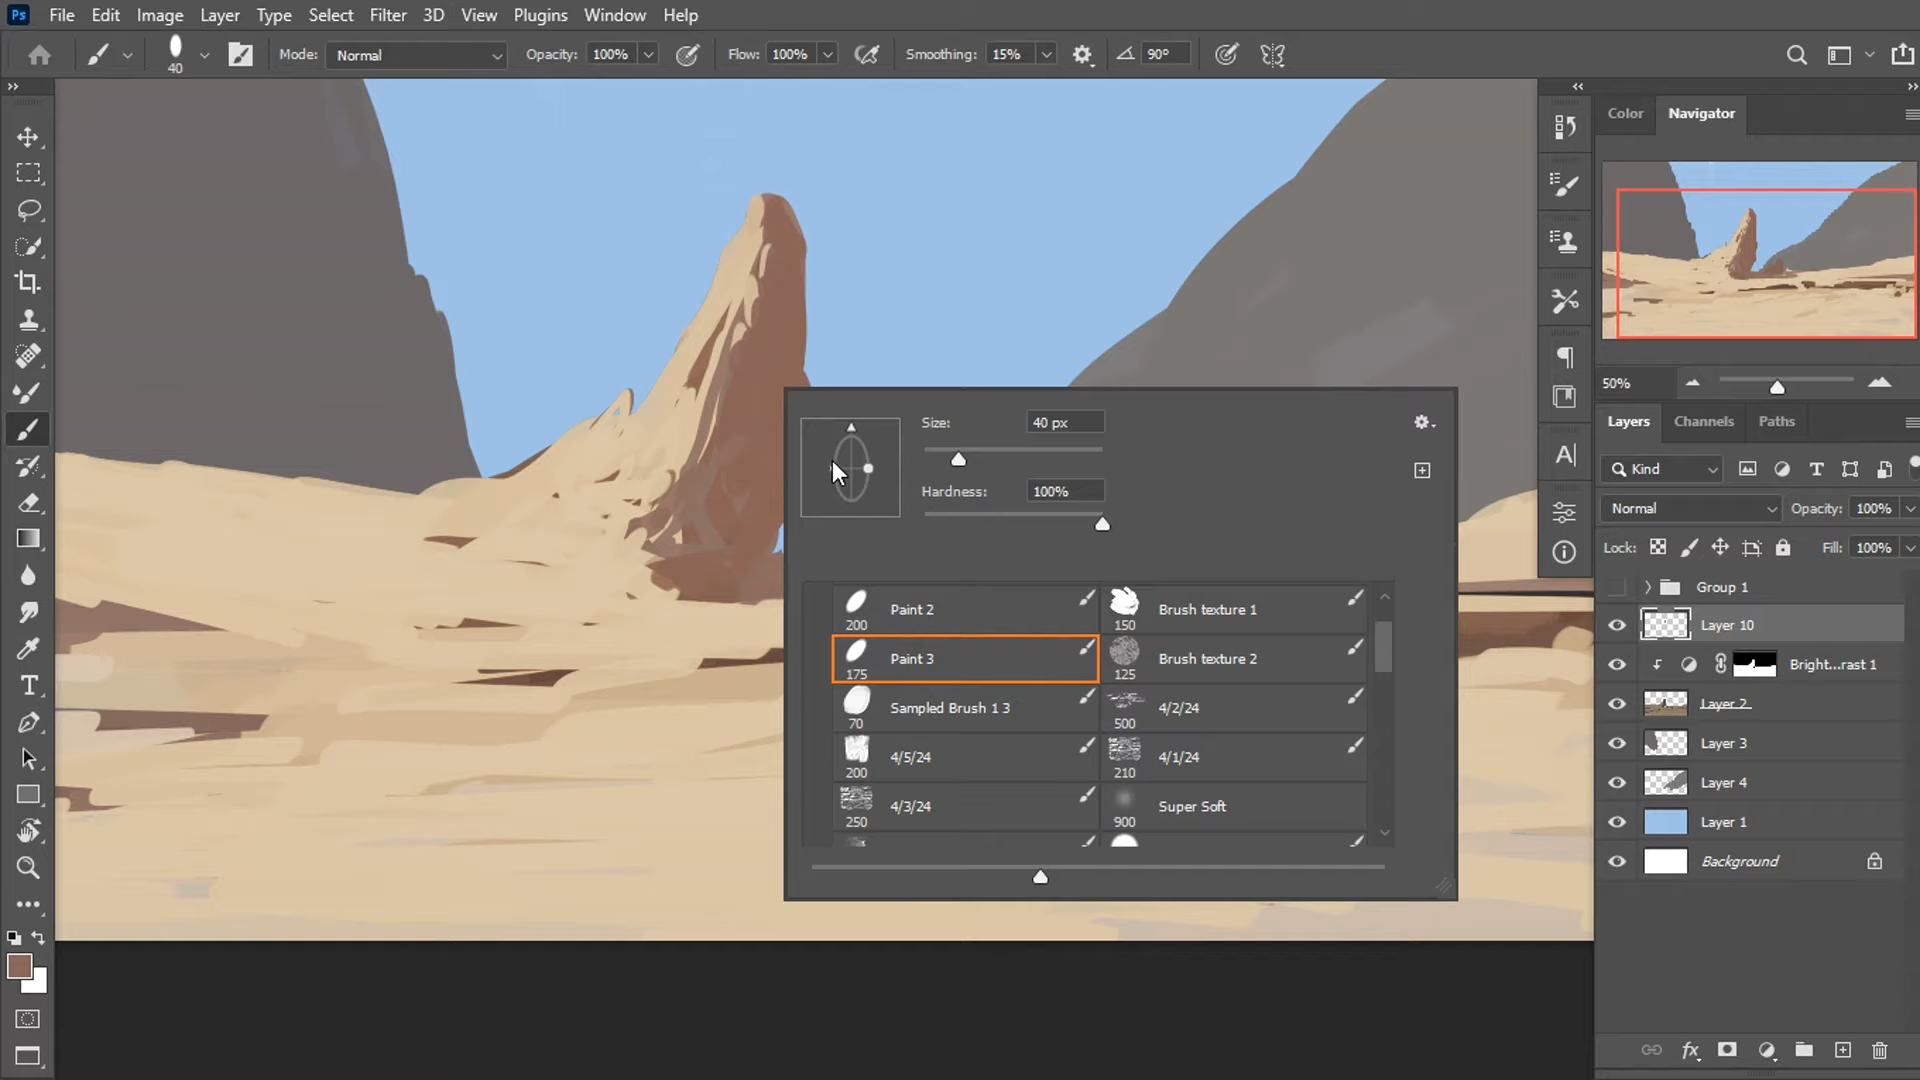 Ps File Edit Image Layer Type Select Filter 3D View Plugins Window Help
40 Mode: Normal Opacity: 100% Flow: 100% Smoothing: 15% 90°
Color Navigator
50%
Layers Channels Paths
Kind
Normal Opacity: 100%
Lock: Fill: 100%
Group 1
Layer 10
Bright...rast 1
Layer 2
Layer 3
Layer 4
Layer 1
Background
fx
Size: 40 px
Hardness: 100%
Paint 2 200
Brush texture 1 150
Paint 3 175
Brush texture 2 125
Sampled Brush 1 3 70
4/2/24 500
4/5/24 200
4/1/24 210
4/3/24 250
Super Soft 900